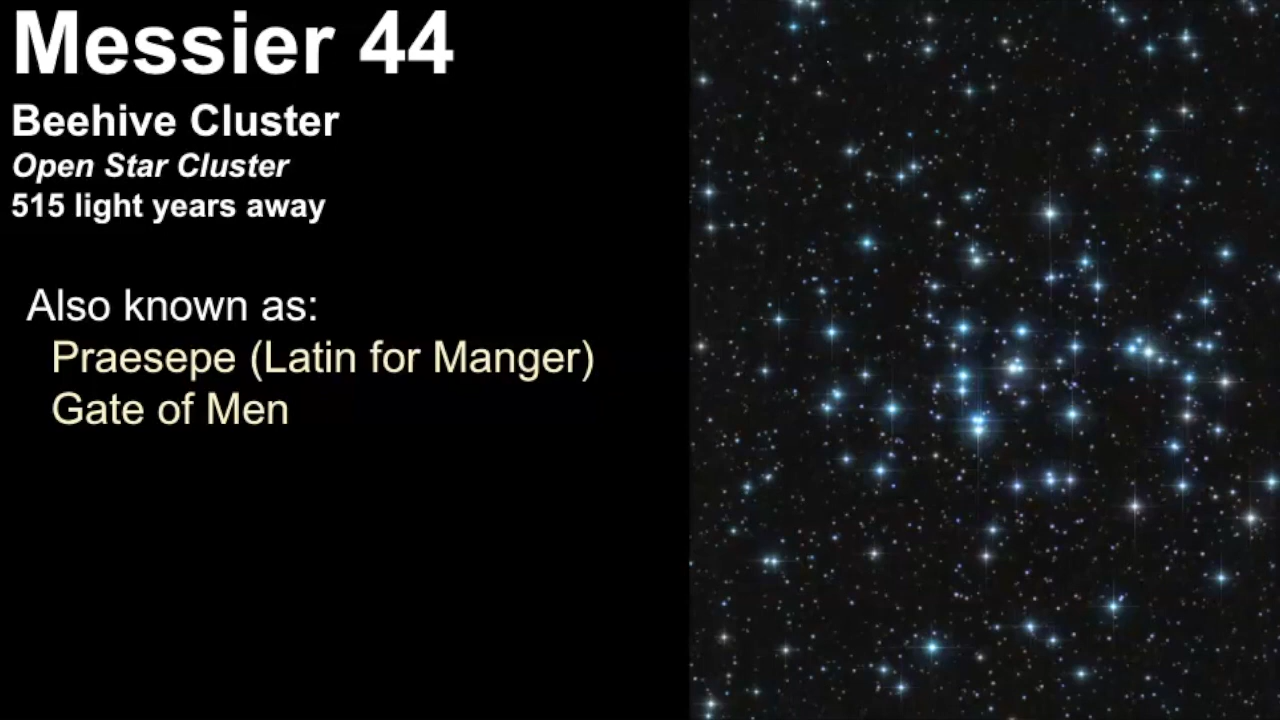 Messier 44
Beehive Cluster
Open Star Cluster
515 light years away
Also known as:
Praesepe (Latin for Manger)
Gate of Men